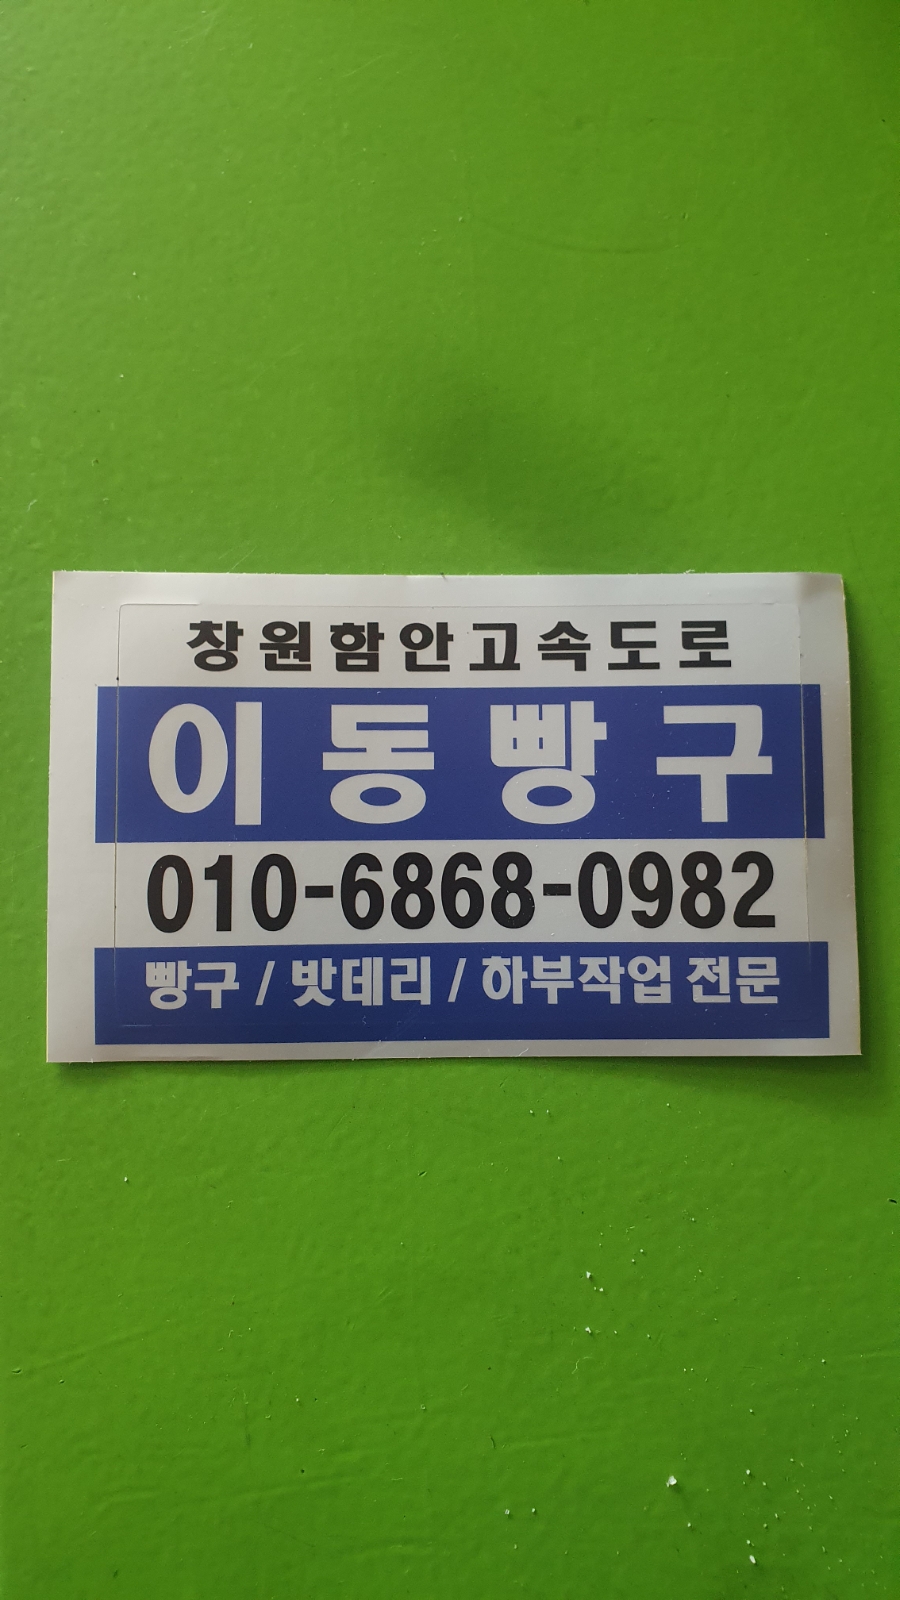 창원함안고속도로
이동빵구
010-6868-0982
빵구 / 밧데리 / 하부작업 전문